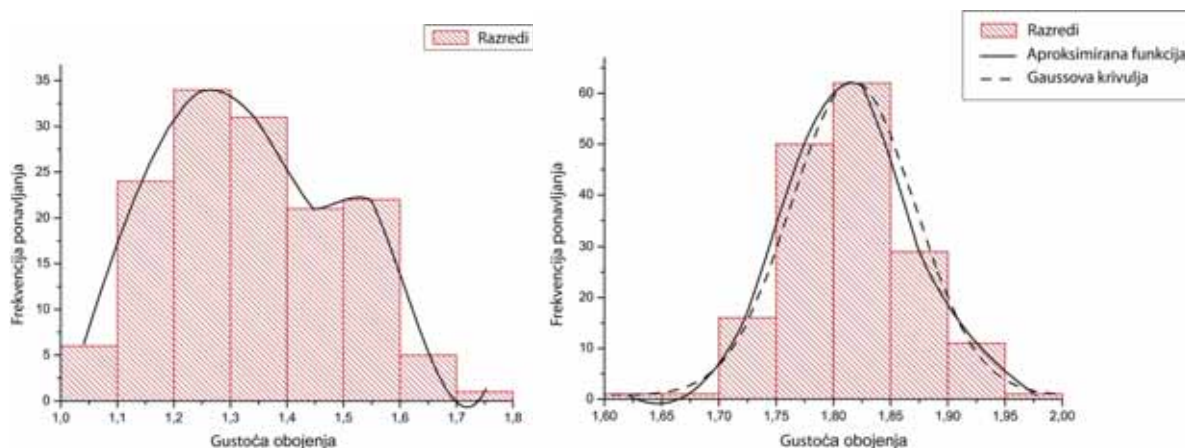 Razredi
35
30
25
20
15
10
5
0
Frekvencija ponavljanja
1,0 1,1 1,2 1,3 1,4 1,5 1,6 1,7 1,8
Gustoća obojenja
Razredi
Aproksimirana funkcija
Gaussova krivulja
60
50
40
30
20
10
0
Frekvencija ponavljanja
1,60 1,65 1,70 1,75 1,80 1,85 1,90 1,95 2,00
Gustoća obojenja